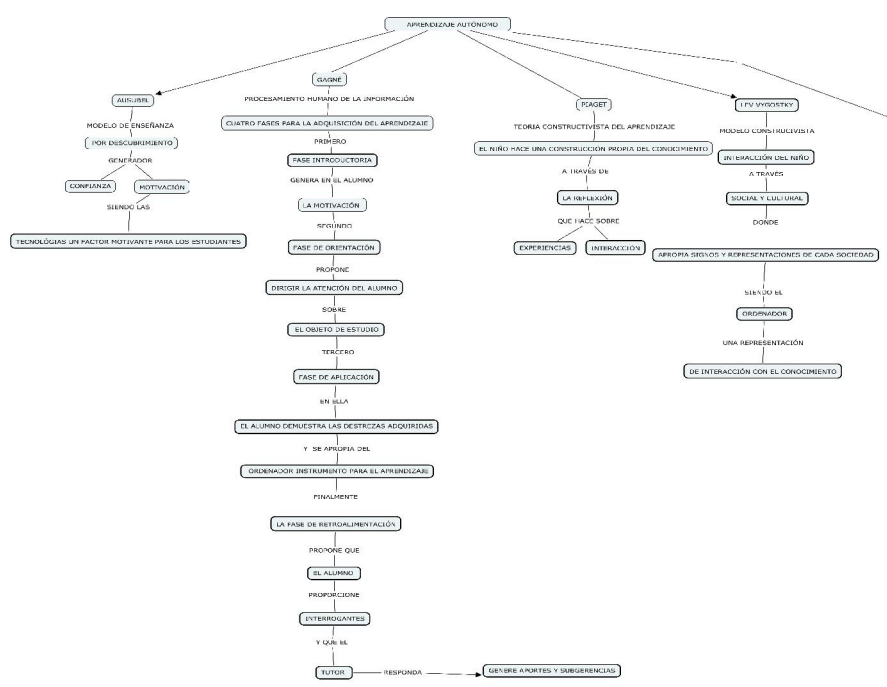 APRENDIZAJE AUTÓNOMO
AUSUBEL
MODELO DE ENSEÑANZA
POR DESCUBRIMIENTO
GENERADOR
CONFIANZA
MOTIVACIÓN
SIENDO LAS
TECNOLÓGIAS UN FACTOR MOTIVANTE PARA LOS ESTUDIANTES
GAGNÉ
PROCESAMIENTO HUMANO DE LA INFORMACIÓN
CUATRO FASES PARA LA ADQUISICIÓN DEL APRENDIZAJE
PRIMERO
FASE INTRODUCTORIA
GENERA EN EL ALUMNO
LA MOTIVACIÓN
SEGUNDO
FASE DE ORIENTACIÓN
PROPONE
DIRIGIR LA ATENCIÓN DEL ALUMNO
SOBRE
EL OBJETO DE ESTUDIO
TERCERO
FASE DE APLICACIÓN
EN ELLA
EL ALUMNO DEMUESTRA LAS DESTREZAS ADQUIRIDAS
Y SE APROPIA DEL
ORDENADOR INSTRUMENTO PARA EL APRENDIZAJE
FINALMENTE
LA FASE DE RETROALIMENTACIÓN
PROPONE QUE
EL ALUMNO
PROPORCIONE
INTERROGANTES
Y QUE EL
TUTOR
RESPONDA
GENERE APORTES Y SUBGERENCIAS
PIAGET
TEORIA CONSTRUCTIVISTA DEL APRENDIZAJE
EL NIÑO HACE UNA CONSTRUCCIÓN PROPIA DEL CONOCIMIENTO
A TRAVÉS DE
LA REFLEXIÓN
QUE HACE SOBRE
EXPERIENCIAS
INTERACCIÓN
LEV VYGOSTKY
MODELO CONSTRUCIVISTA
INTERACCIÓN DEL NIÑO
A TRAVÉS
SOCIAL Y CULTURAL
DONDE
APROPIA SIGNOS Y REPRESENTACIONES DE CADA SOCIEDAD
SIENDO EL
ORDENADOR
UNA REPRESENTACIÓN
DE INTERACCIÓN CON EL CONOCIMIENTO